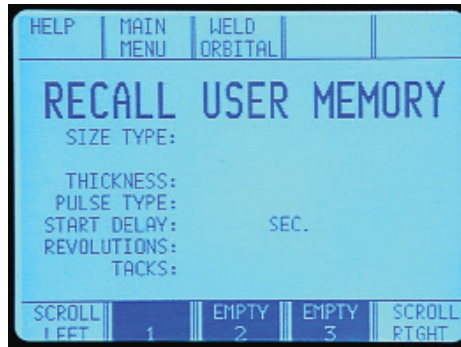 HELP MAIN MENU WELD ORBITAL
RECALL USER MEMORY
SIZE TYPE:
THICKNESS:
PULSE TYPE:
START DELAY: SEC.
REVOLUTIONS:
TACKS:
SCROLL LEFT 1 EMPTY 2 EMPTY 3 SCROLL RIGHT